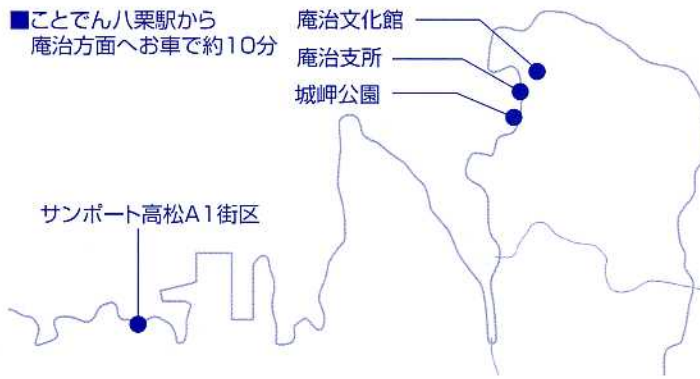 ■ことでん八栗駅から
庵治方面へお車で約10分
庵治文化館
庵治支所
城岬公園
サンポート高松A1街区